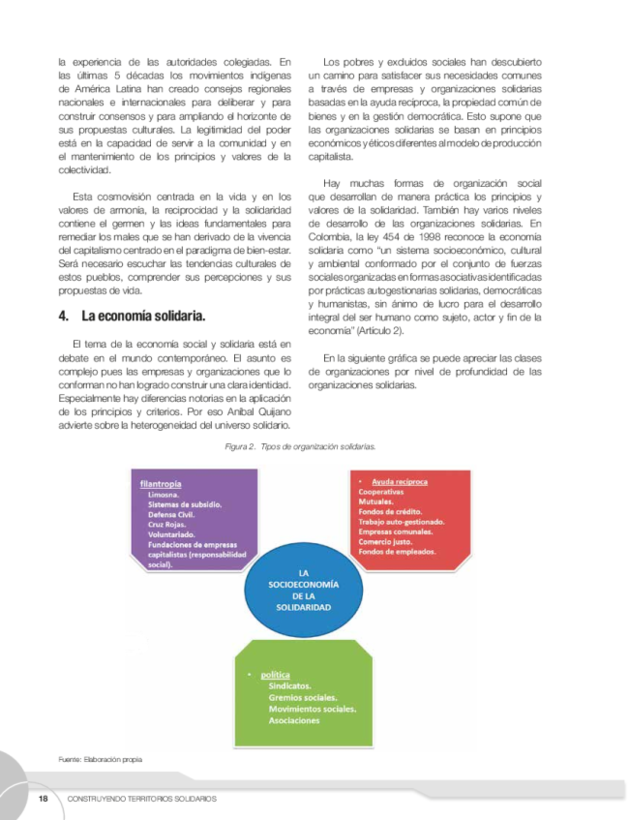 la experiencia de las autoridades colegiadas. En
las últimas 5 décadas los movimientos indígenas
de América Latina han creado consejos regionales
nacionales e internacionales para deliberar y para
construir consensos y para ampliando el horizonte de
sus propuestas culturales. La legitimidad del poder
está en la capacidad de servir a la comunidad y en
el mantenimiento de los principios y valores de la
colectividad.
Esta cosmovisión centrada en la vida y en los
valores de armonía, la reciprocidad y la solidaridad
contiene el germen y las ideas fundamentales para
remediar los males que se han derivado de la vivencia
del capitalismo centrado en el paradigma de bien-estar.
Será necesario escuchar las tendencias culturales de
estos pueblos, comprender sus percepciones y sus
propuestas de vida.
4. La economía solidaria.
El tema de la economía social y solidaria está en
debate en el mundo contemporáneo. El asunto es
complejo pues las empresas y organizaciones que lo
conforman no han logrado construir una clara identidad.
Especialmente hay diferencias notorias en la aplicación
de los principios y criterios. Por eso Aníbal Quijano
advierte sobre la heterogeneidad del universo solidario.
Los pobres y excluidos sociales han descubierto
un camino para satisfacer sus necesidades comunes
a través de empresas y organizaciones solidarias
basadas en la ayuda recíproca, la propiedad común de
bienes y en la gestión democrática. Esto supone que
las organizaciones solidarias se basan en principios
económicos y éticos diferentes al modelo de producción
capitalista.
Hay muchas formas de organización social
que desarrollan de manera práctica los principios y
valores de la solidaridad. También hay varios niveles
de desarrollo de las organizaciones solidarias. En
Colombia, la ley 454 de 1998 reconoce la economía
solidaria como "un sistema socioeconómico, cultural
y ambiental conformado por el conjunto de fuerzas
sociales organizadas en formas asociativas identificadas
por prácticas autogestionarias solidarias, democráticas
y humanistas, sin ánimo de lucro para el desarrollo
integral del ser humano como sujeto, actor y fin de la
economía" (Artículo 2).
En la siguiente gráfica se puede apreciar las clases
de organizaciones por nivel de profundidad de las
organizaciones solidarias.
Figura 2. Tipos de organización solidarias.
filantropía
Limosna.
Sistemas de subsidio.
Defensa Civil.
Cruz Rojas.
Voluntariado.
Fundaciones de empresas
capitalistas (responsabilidad
social).
• Ayuda recíproca
Cooperativas
Mutuales.
Fondos de crédito.
Trabajo auto-gestionado.
Empresas comunales.
Comercio justo.
Fondos de empleados.
LA
SOCIOECONOMÍA
DE LA
SOLIDARIDAD
• política
Sindicatos.
Gremios sociales.
Movimientos sociales.
Asociaciones
Fuente: Elaboración propia
18 CONSTRUYENDO TERRITORIOS SOLIDARIOS